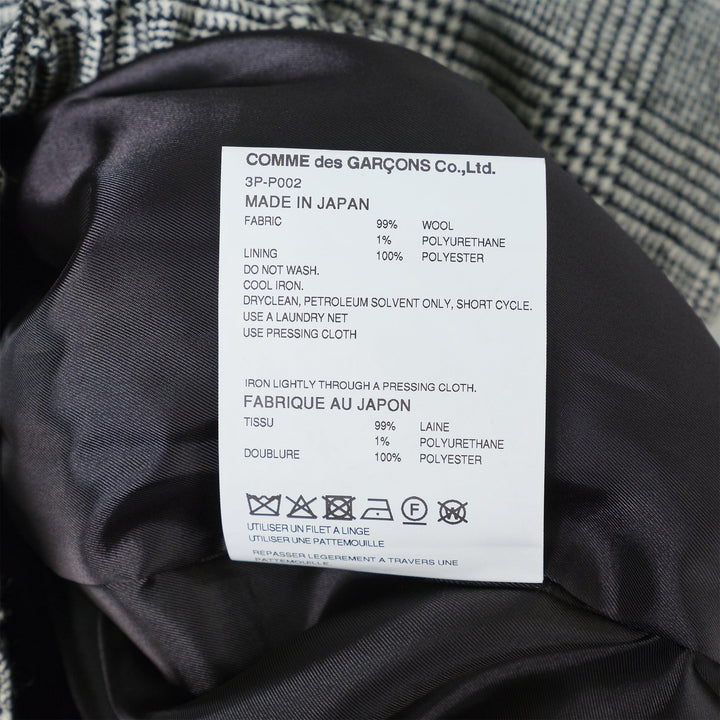 COMME des GARÇONS Co.,Ltd.
3P-P002
MADE IN JAPAN
FABRIC 99% WOOL
1% POLYURETHANE
LINING 100% POLYESTER
DO NOT WASH.
COOL IRON.
DRYCLEAN, PETROLEUM SOLVENT ONLY, SHORT CYCLE.
USE A LAUNDRY NET
USE PRESSING CLOTH
IRON LIGHTLY THROUGH A PRESSING CLOTH.
FABRIQUE AU JAPON
TISSU 99% LAINE
1% POLYURETHANE
DOUBLURE 100% POLYESTER
F W
UTILISER UN FILET A LINGE
UTILISER UNE PATTEMOUILLE
REPASSER LEGEREMENT A TRAVERS UNE
PATTEMOUILLE.